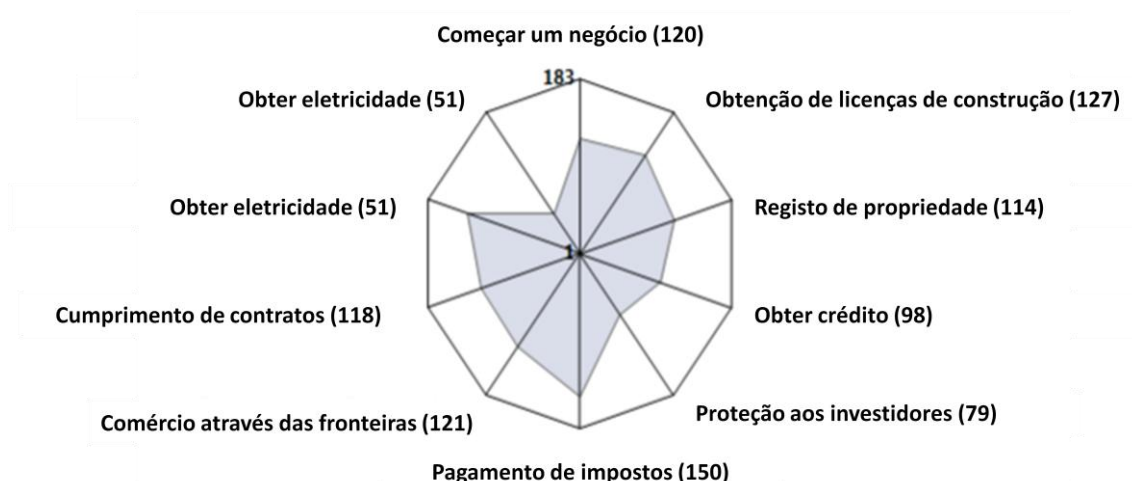 Começar um negócio (120)
183
Obter eletricidade (51)
Obtenção de licenças de construção (127)
Obter eletricidade (51)
Registo de propriedade (114)
1
Cumprimento de contratos (118)
Obter crédito (98)
Comércio através das fronteiras (121)
Proteção aos investidores (79)
Pagamento de impostos (150)